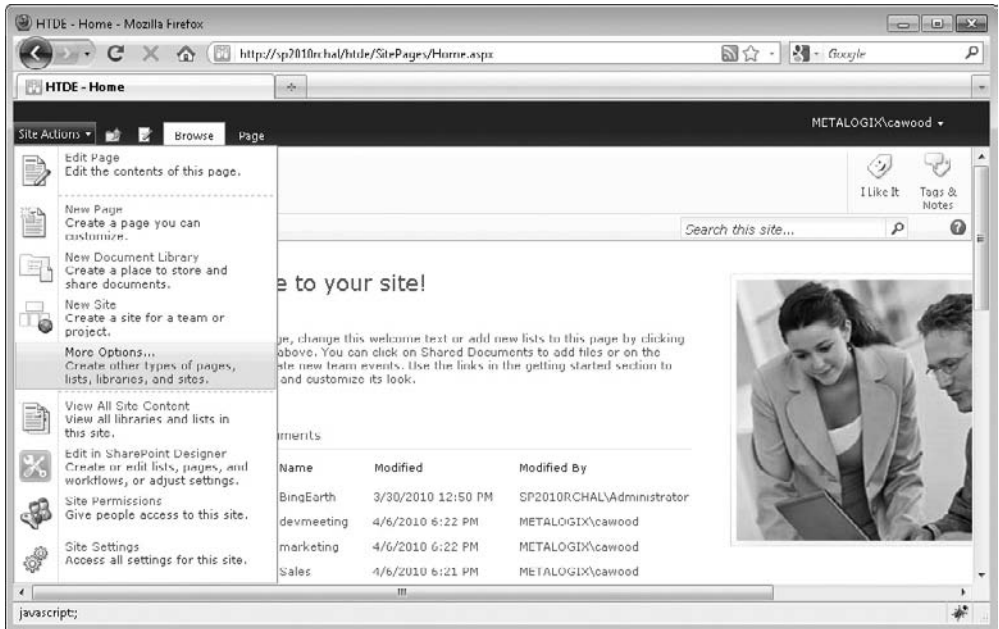 HTDE - Home - Mozilla Firefox
http://sp2010rchal/htde/SitePages/Home.aspx
Google
HTDE - Home
METALOGIX\cawood
Site Actions
Browse
Page
Edit Page
Edit the contents of this page.
New Page
Create a page you can
customize.
New Document Library
Create a place to store and
share documents.
New Site
Create a site for a team or
project.
More Options...
Create other types of pages,
lists, libraries, and sites.
View All Site Content
View all libraries and lists in
this site.
Edit in SharePoint Designer
Create or edit lists, pages, and
workflows, or adjust settings.
Site Permissions
Give people access to this site.
Site Settings
Access all settings for this site.
I Like It
Tags &
Notes
Search this site...
e to your site!
ge, change this welcome text or add new lists to this page by clicking
above. You can click on Shared Documents to add files or on the
ate new team events. Use the links in the getting started section to
and customize its look.
uments
Name Modified Modified By
BingEarth 3/30/2010 12:50 PM SP2010RCHAL\Administrator
devmeeting 4/6/2010 6:22 PM METALOGIX\cawood
marketing 4/6/2010 6:22 PM METALOGIX\cawood
Sales 4/6/2010 6:21 PM METALOGIX\cawood
javascript:;